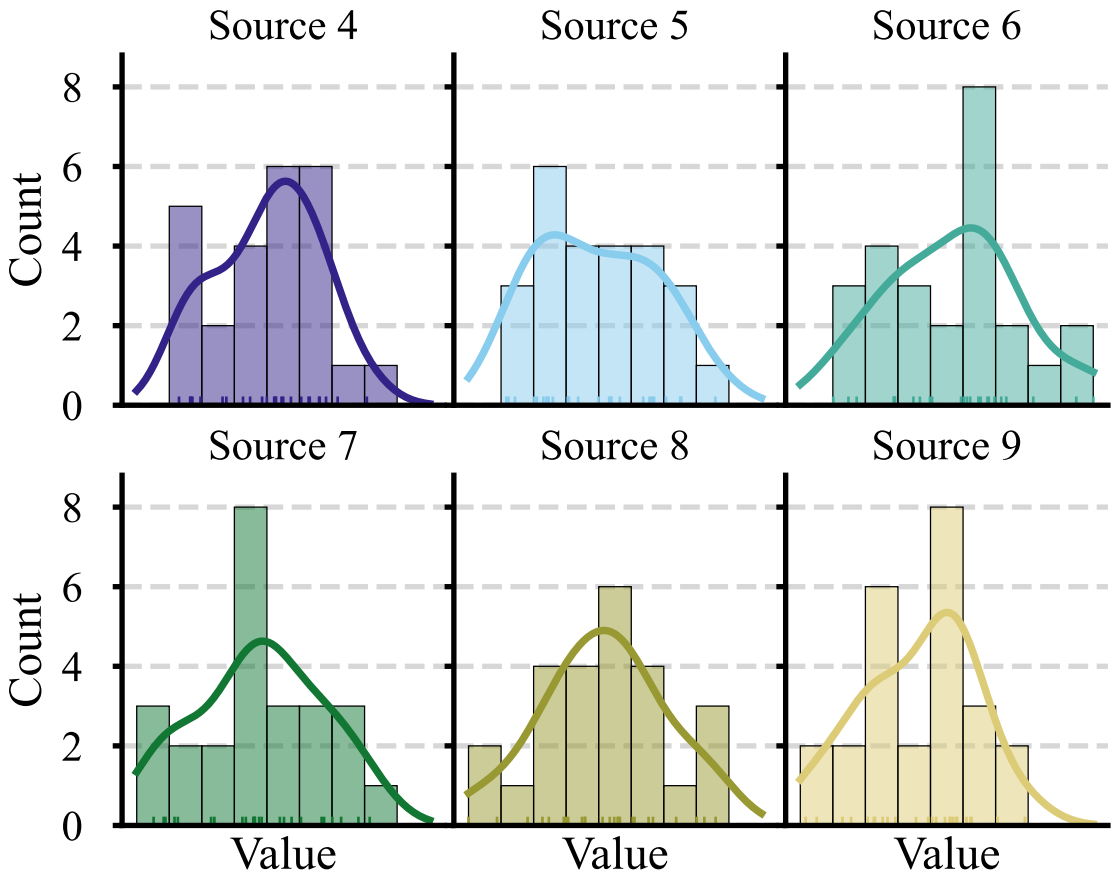 Source 4
Source 5
Source 6
Count
8
6
4
2
0
Source 7
Source 8
Source 9
Count
8
6
4
2
0
Value
Value
Value